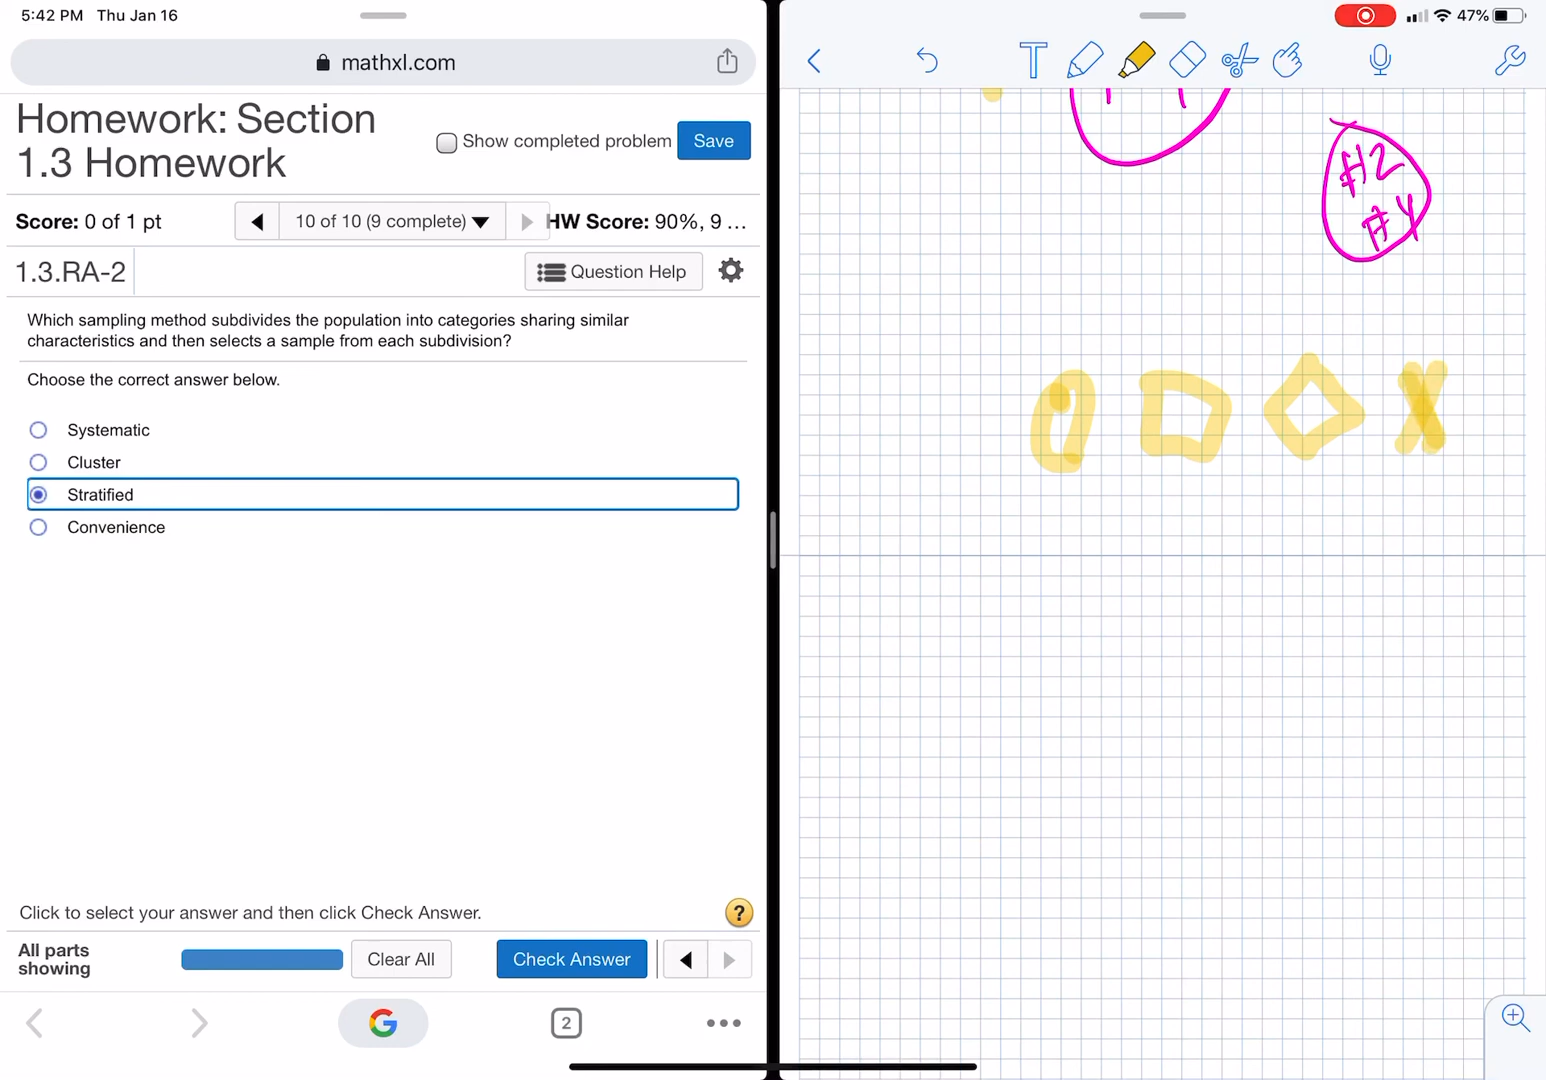 5:42 PM Thu Jan 16
47%
mathxl.com
Homework: Section
1.3 Homework
Show completed problem
Save
Score: 0 of 1 pt
10 of 10 (9 complete)
HW Score: 90%, 9 ...
1.3.RA-2
Question Help
Which sampling method subdivides the population into categories sharing similar
characteristics and then selects a sample from each subdivision?
Choose the correct answer below.
Systematic
Cluster
Stratified
Convenience
Click to select your answer and then click Check Answer.
?
All parts
showing
Clear All
Check Answer
G
2
T
#2
#4